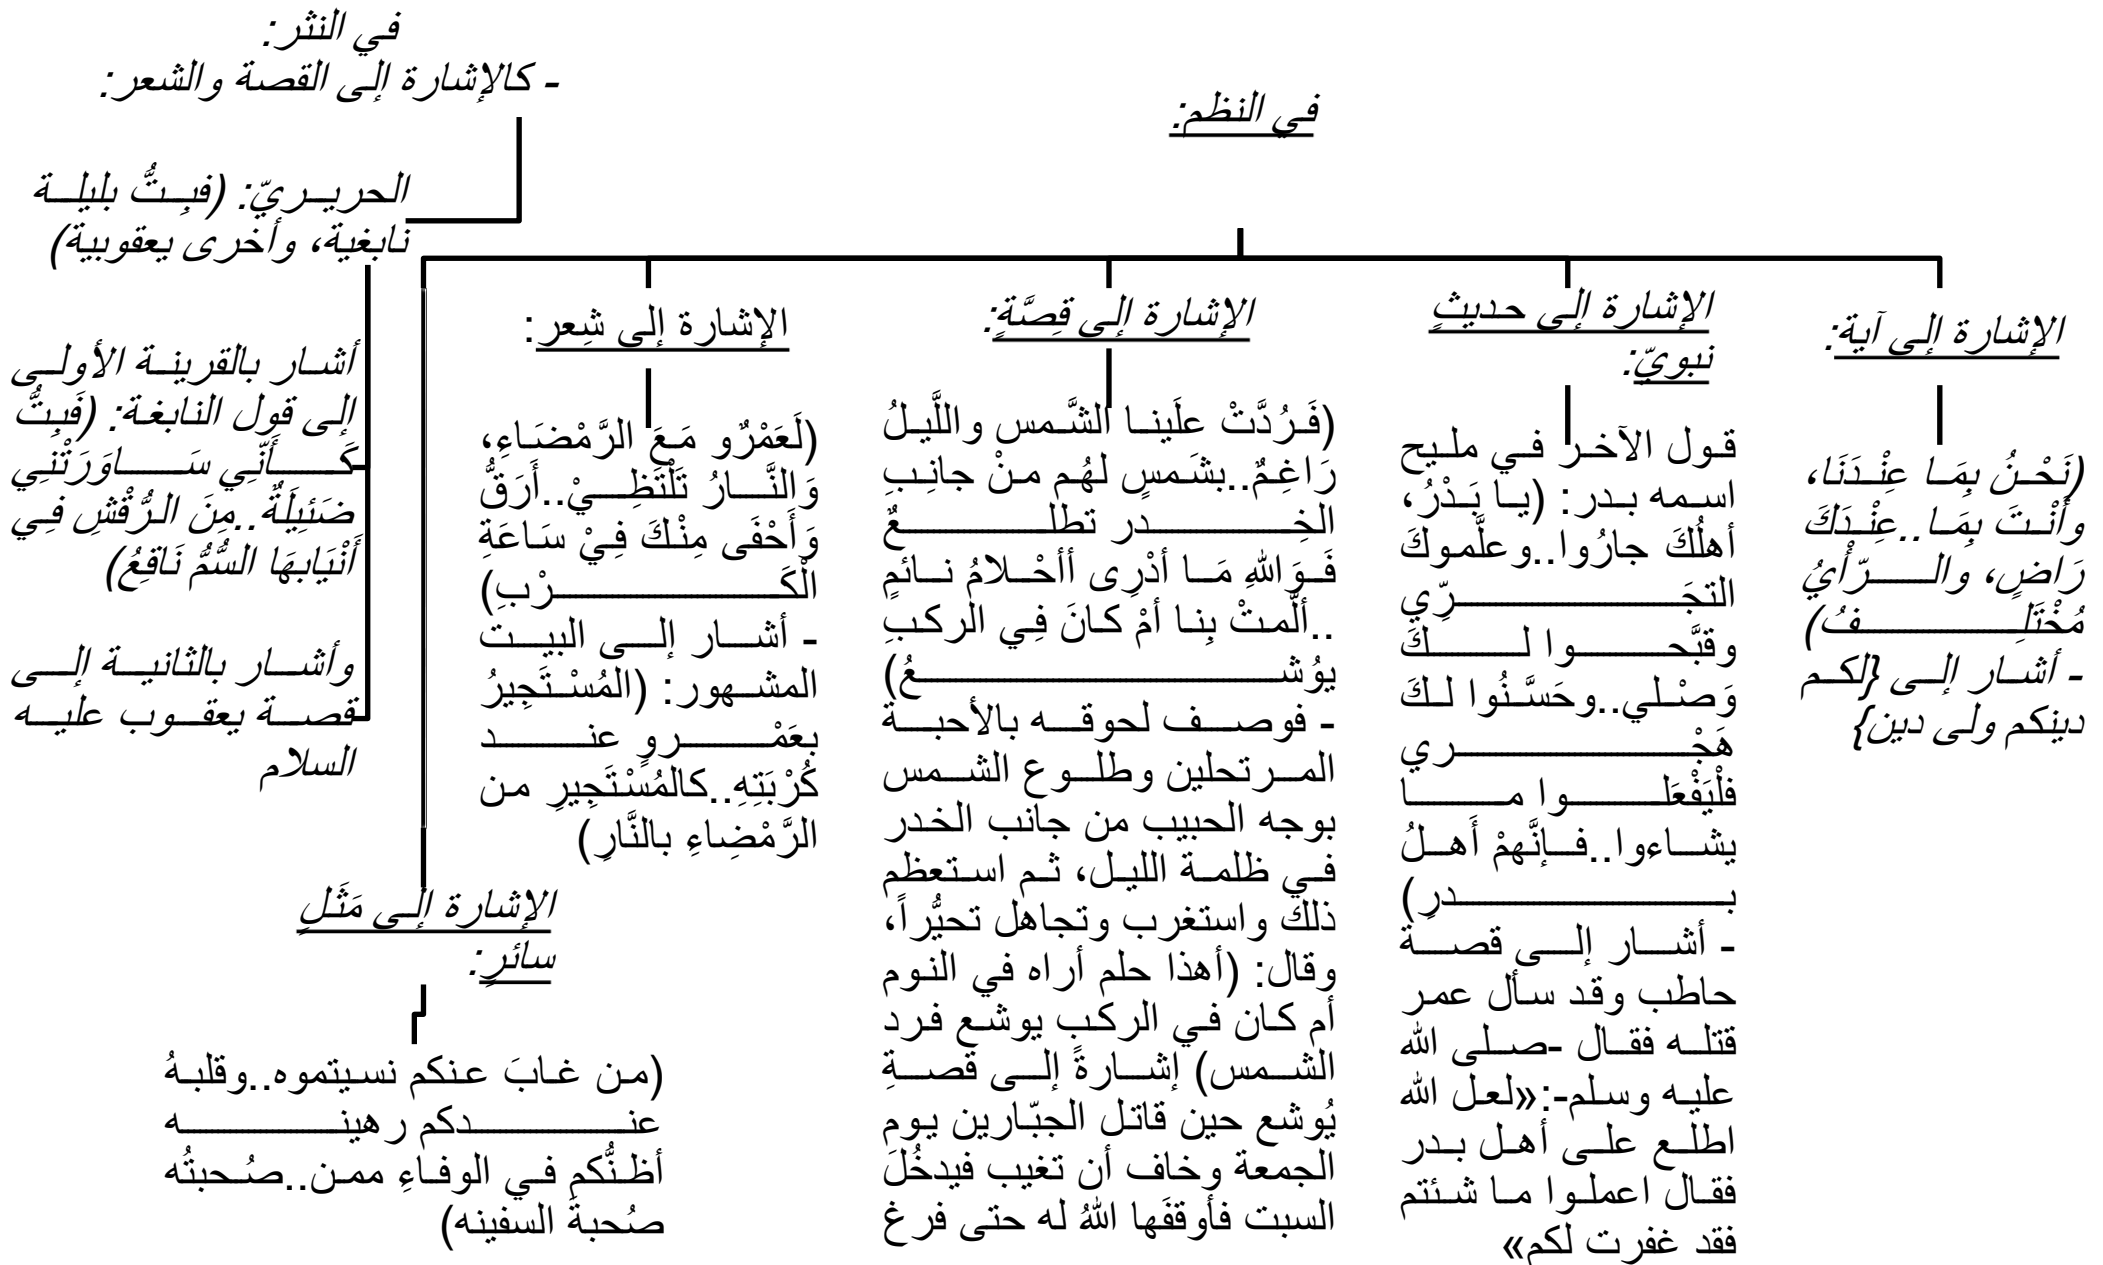 في النظم:
الإشارة إلى آية:
(نَحْنُ بِمَا عِنْدَنَا،
وأَنْتَ بِمَا..عِنْدَكَ
رَاضٍ، والرّأْيُ
مُخْتَلِفُ)
- أشار إلى {لكم
دينكم ولى دين}
الإشارة إلى حديثٍ
نبويّ:
قول الآخر في مليح
اسمه بدر: (يا بَدْرُ،
أهلُكَ جارُوا..وعلَّموكَ
التجَرِّي
وقبَّحوا لكَ
وَصْلي..وحَسَّنُوا لكَ
هَجْري
فلْيَفْعَلوا ما
يشاءوا..فإنَّهمْ أَهلُ
بدرِ)
- أشار إلى قصة
حاطب وقد سأل عمر
قتله فقال -صلى الله
عليه وسلم-:«لعل الله
اطلع على أهل بدر
فقال اعملوا ما شئتم
فقد غفرت لكم»
الإشارة إلى قِصَّةٍ:
(فَرُدَّتْ علَينا الشَّمس واللَّيلُ
رَاغِمٌ..بشَمسٍ لهُم منْ جانِبِ
الخِدر تطلعٌ
فَوَاللهِ مَا أدْرِى أأحْلامُ نائمٍ
..ألَّمتْ بِنا أمْ كانَ فِي الركبِ
يوُشعُ)
- فوصف لحوقه بالأحبة
المرتحلين وطلوع الشمس
بوجه الحبيب من جانب الخدر
في ظلمة الليل، ثم استعظم
ذلك واستغرب وتجاهل تحيُّراً،
وقال: (أهذا حلم أراه في النوم
أم كان في الركب يوشع فرد
الشمس) إشارةً إلى قصةِ
يُوشع حين قاتل الجبّارين يوم
الجمعة وخاف أن تغيب فيدخُلَ
السبت فأوقفَها اللهُ له حتى فرغ
الإشارة إلى شِعر:
(لَعَمْرٌو مَعَ الرَّمْضَاءِ،
وَالنَّارُ تَلْتَظِيْ..أَرَقُّ
وَأَحْفَى مِنْكَ فِيْ سَاعَةِ
الْكَرْبِ)
- أشار إلى البيت
المشهور: (المُسْتَجِيرُ
بعَمْروٍ عند
كُرْبَتِهِ..كالمُسْتَجِيرِ من
الرَّمْضِاءِ بالنَّارِ)
الإشارة إلى مَثَلٍ
سائرٍ:
(من غابَ عنكم نسيتموه..وقلبهُ
عندكم رهينه
أظنُّكم في الوفاءِ ممن..صُحبتُه
صُحبةَ السفينه)
في النثر:
- كالإشارة إلى القصة والشعر:
الحريريّ: (فبِتُّ بليلة
نابغية، وأخرى يعقوبية)
أشار بالقرينة الأولى
إلى قول النابغة: (فَبِتُّ
كَأَنِّي سَاوَرَتْنِي
ضَئيِلَةٌ..مِنَ الرُّقْشِ فِي
أَنْيَابهَا السُّمُّ نَاقِعُ)
وأشار بالثانية إلى
قصة يعقوب عليه
السلام